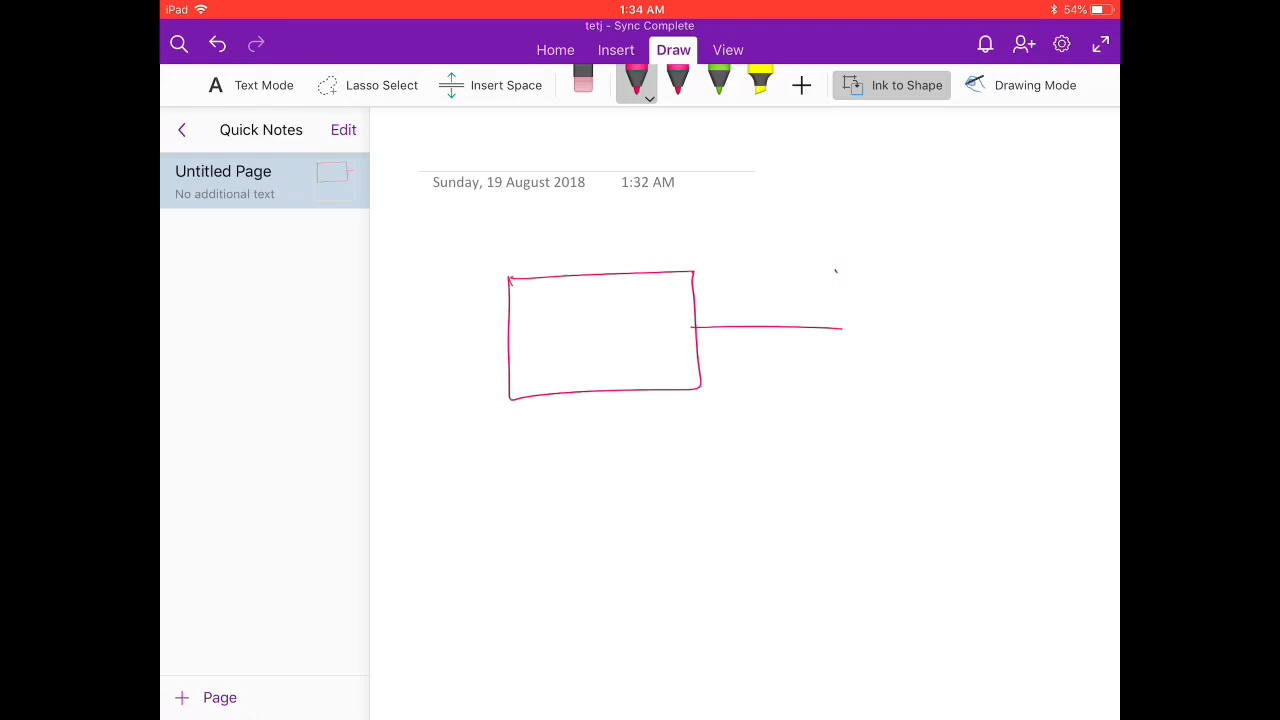 iPad 1:34 AM 54%
tetj - Sync Complete
Home Insert Draw View
A Text Mode Lasso Select Insert Space Ink to Shape Drawing Mode
Quick Notes Edit
Untitled Page
No additional text
Sunday, 19 August 2018 1:32 AM
Page